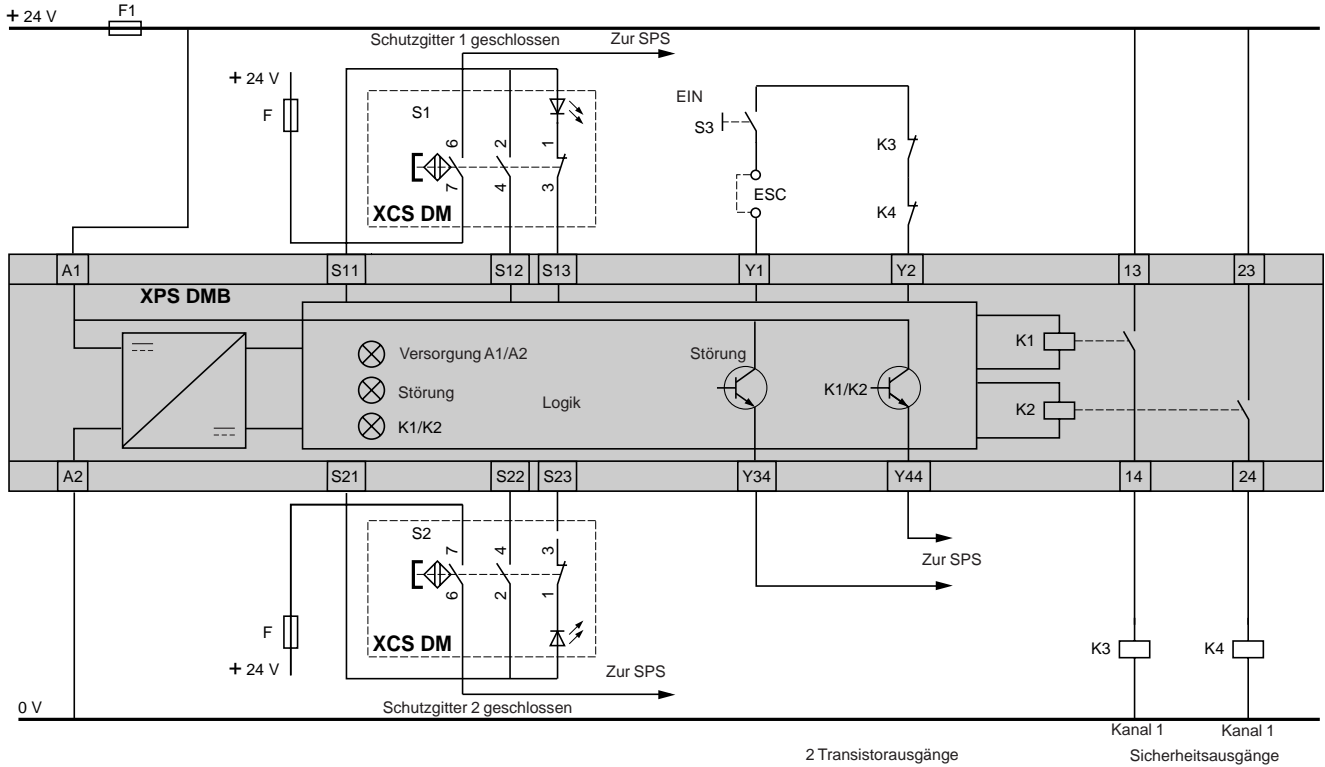 + 24 V
F1
Schutzgitter 1 geschlossen
Zur SPS
+ 24 V
F
S1
6
2
1
7
4
3
XCS DM
EIN
S3
ESC
K3
K4
A1
S11
S12
S13
Y1
Y2
13
23
XPS DMB
Versorgung A1/A2
Störung
K1/K2
Logik
Störung
K1/K2
K1
K2
A2
S21
S22
S23
Y34
Y44
14
24
S2
7
4
3
6
2
1
XCS DM
F
+ 24 V
Zur SPS
Schutzgitter 2 geschlossen
Zur SPS
K3
K4
0 V
Kanal 1
Kanal 1
2 Transistorausgänge
Sicherheitsausgänge